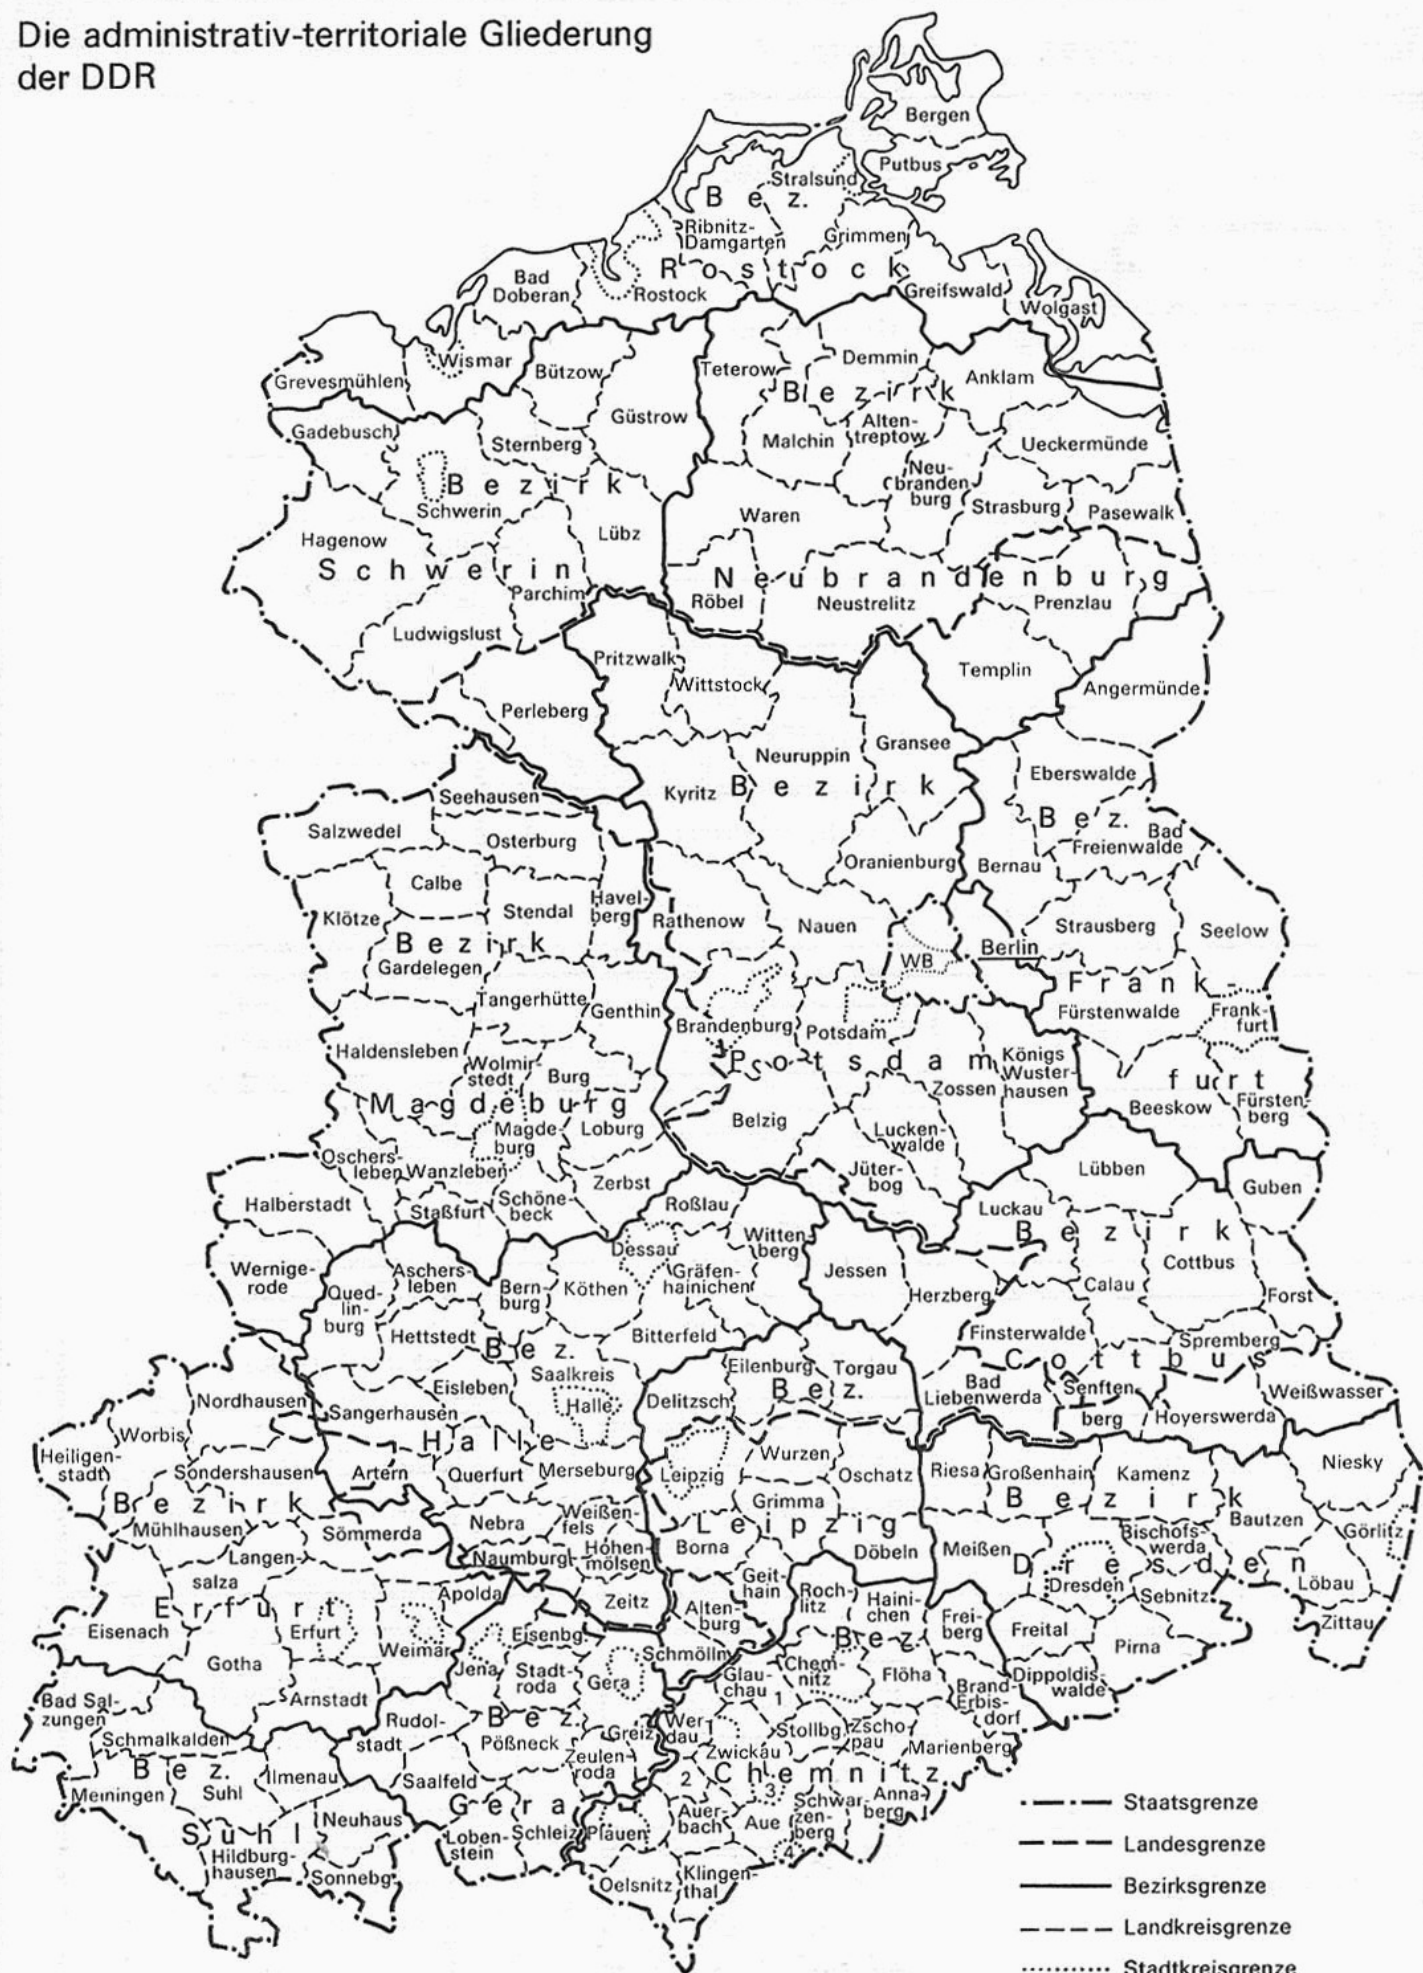 Die administrativ-territoriale Gliederung
der DDR
Bergen
Putbus
Stralsund
Bez.
Ribnitz-
Damgarten
Grimmen
Rostock
Bad
Doberan
Rostock
Greifswald
Wolgast
Wismar
Grevesmühlen
Bützow
Teterow
Demmin
Anklam
Bezirk
Güstrow
Gadebusch
Sternberg
Malchin
Alten-
treptow
Ueckermünde
Bezirk
Neu-
branden
burg
Schwerin
Waren
Strasburg
Pasewalk
Hagenow
Lübz
Schwerin
Neubrandenburg
Parchim
Röbel
Neustrelitz
Prenzlau
Ludwigslust
Pritzwalk
Wittstock
Templin
Angermünde
Perleberg
Neuruppin
Gransee
Eberswalde
Kyritz
Bezirk
Seehausen
Salzwedel
Osterburg
Bez.
Bad
Freienwalde
Oranienburg
Bernau
Calbe
Havel-
berg
Klötze
Stendal
Rathenow
Nauen
Strausberg
Seelow
Bezirk
Gardelegen
WB
Berlin
Frank-
Tangerhütte
Genthin
Brandenburg
Potsdam
Fürstenwalde
Frank-
furt
Haldensleben
Wolmir-
stedt
Burg
Potsdam
Königs
Wuster-
hausen
Zossen
furt
Magdeburg
Beeskow
Fürsten
berg
Magde-
burg
Loburg
Belzig
Lucken-
walde
Oschers-
leben
Wanzleben
Jüter-
bog
Lübben
Zerbst
Guben
Halberstadt
Staßfurt
Schöne-
beck
Roßlau
Luckau
Bezirk
Dessau
Witten-
berg
Wernige-
rode
Aschers-
leben
Bern-
burg
Köthen
Gräfen-
hainichen
Jessen
Cottbus
Qued-
lin-
burg
Herzberg
Calau
Forst
Hettstedt
Bez.
Bitterfeld
Finsterwalde
Spremberg
Cottbus
Saalkreis
Eilenburg
Torgau
Eisleben
Halle
Delitzsch
Bez.
Bad
Liebenwerda
Senften
berg
Hoyerswerda
Weißwasser
Nordhausen
Sangerhausen
Worbis
Halle
Heiligen-
stadt
Sondershausen
Artern
Querfurt
Merseburg
Leipzig
Wurzen
Oschatz
Riesa
Großenhain
Kamenz
Niesky
Bezirk
Grimma
Bezirk
Mühlhausen
Sömmerda
Nebra
Weißen-
fels
Leipzig
Bautzen
Görlitz
Bischofs-
werda
Langen-
salza
Naumburg
Hohen-
mölsen
Borna
Döbeln
Meißen
Dresden
Löbau
Dresden
Sebnitz
Apolda
Zeitz
Geit-
hain
Roch-
litz
Haini-
chen
Frei-
berg
Zittau
Erfurt
Eisenach
Erfurt
Weimar
Eisenbg.
Alten-
burg
Freital
Pirna
Gotha
Jena
Stadt-
roda
Gera
Schmölln
Bez.
Glau-
chau
Chem-
nitz
Flöha
Dippoldis-
walde
Arnstadt
1
Brand-
Erbis-
dorf
Bad Sal-
zungen
Rudol-
stadt
Bez.
Pößneck
Greiz
Wer
dau
1
Stollbg.
Zscho-
pau
Marienberg
Schmalkalden
Zeulen-
roda
Zwickau
Bez.
Suhl
Ilmenau
Saalfeld
2
Chemnitz
3
Meiningen
Gera
Auer-
bach
Aue
Schwar-
zen-
berg
Anna-
berg
Neuhaus
Suhl
Loben-
stein
Schleiz
Plauen
4
Hildburg-
hausen
Sonnebg.
Oelsnitz
Klingen-
thal
Staatsgrenze
Landesgrenze
Bezirksgrenze
Landkreisgrenze
Stadtkreisgrenze